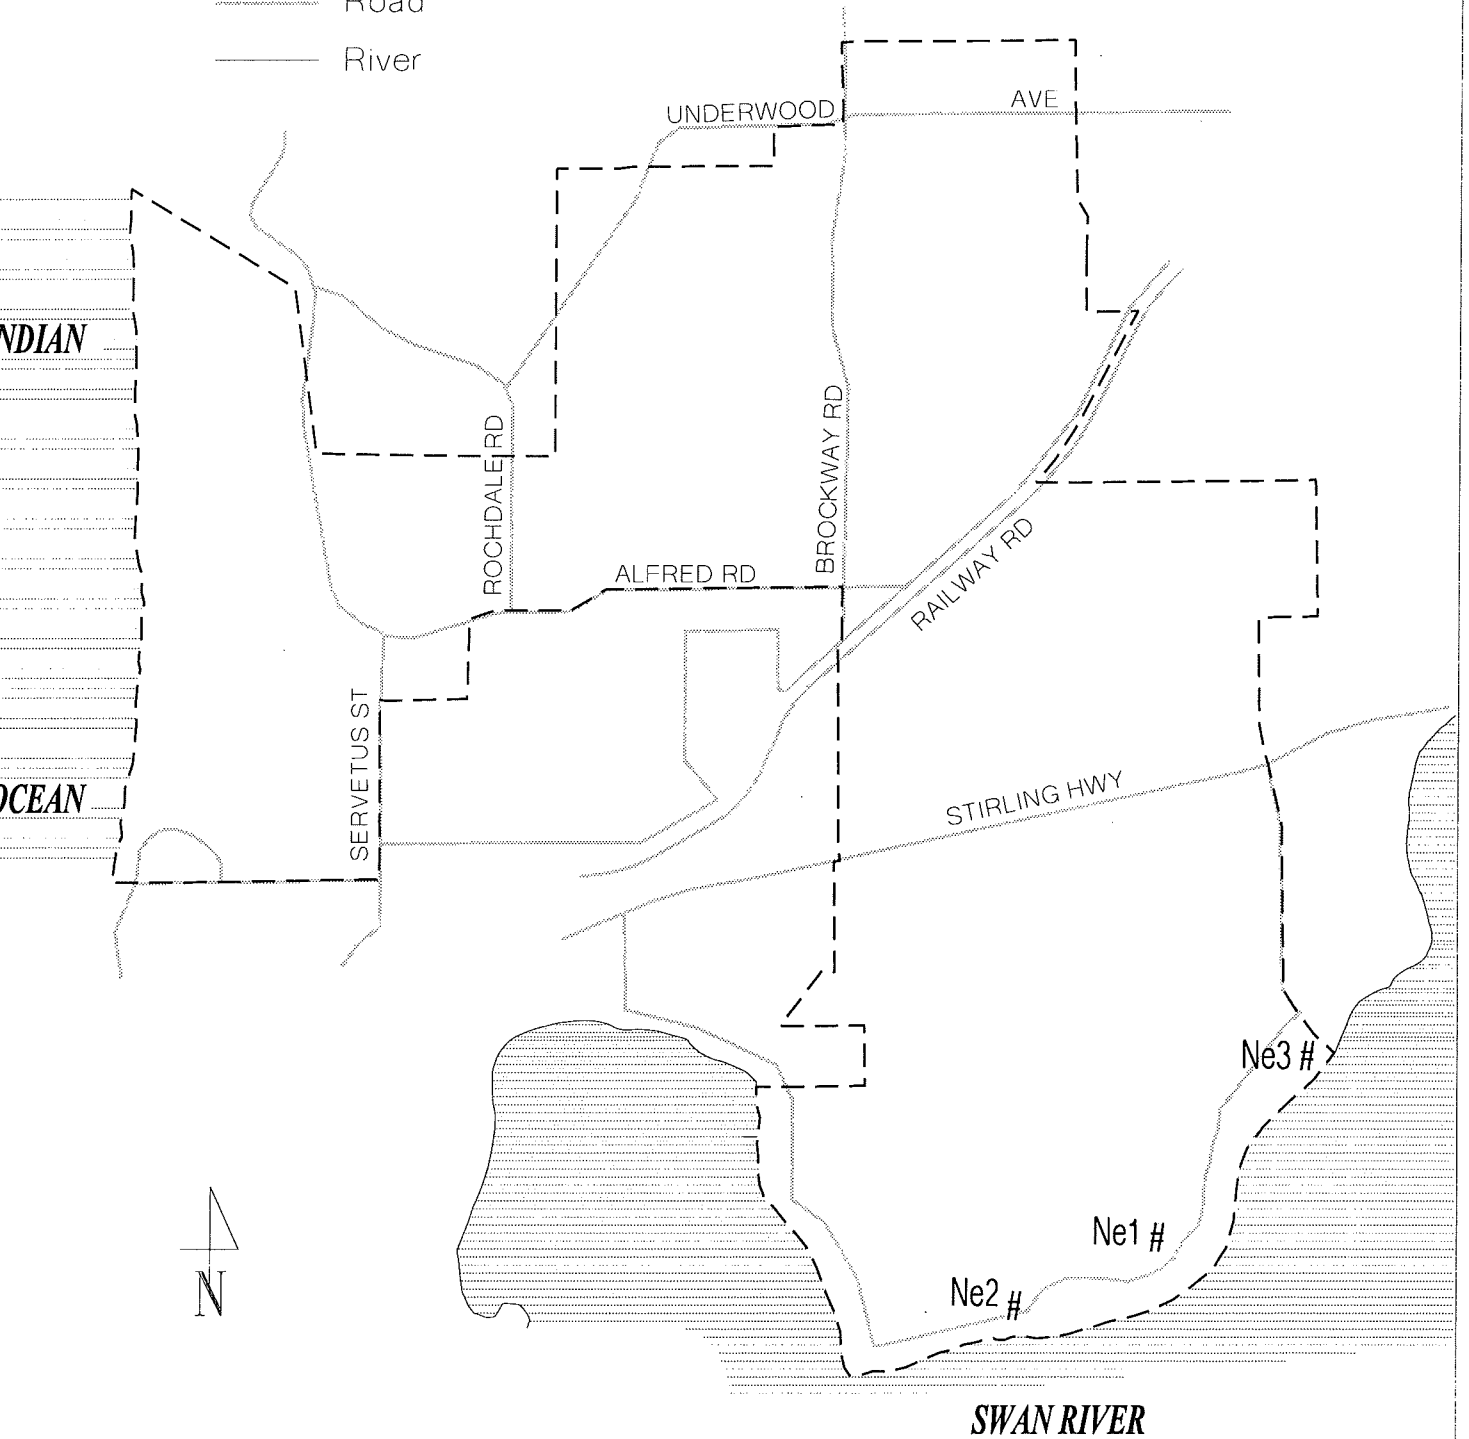 Road
River
UNDERWOOD
AVE
NDIAN
ROCHDALE RD
BROCKWAY RD
ALFRED RD
RAILWAY RD
SERVETUS ST
OCEAN
STIRLING HWY
Ne3 #
Ne1 #
Ne2 #
N
SWAN RIVER